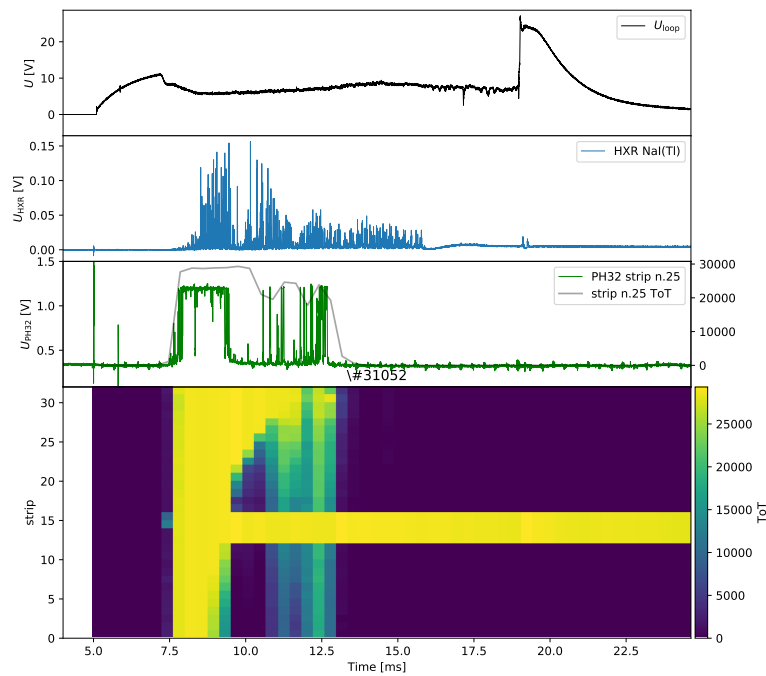 20
10
0
U [V]
U_loop
0.15
0.10
0.05
0.00
U_HXR [V]
HXR NaI(Tl)
1.5
1.0
0.5
U_PH32 [V]
PH32 strip n.25
strip n.25 ToT
30000
20000
10000
0
\#31052
30
25
20
15
10
5
0
strip
25000
20000
15000
10000
5000
0
ToT
5.0 7.5 10.0 12.5 15.0 17.5 20.0 22.5
Time [ms]